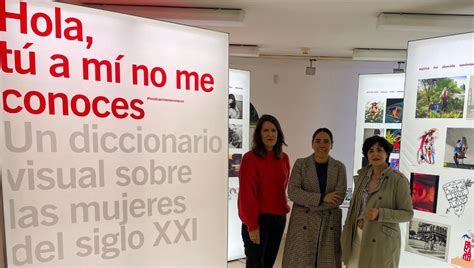 Hola,
tú a mí no me
conoces
Un diccionario
visual sobre
las mujeres
del siglo XXI